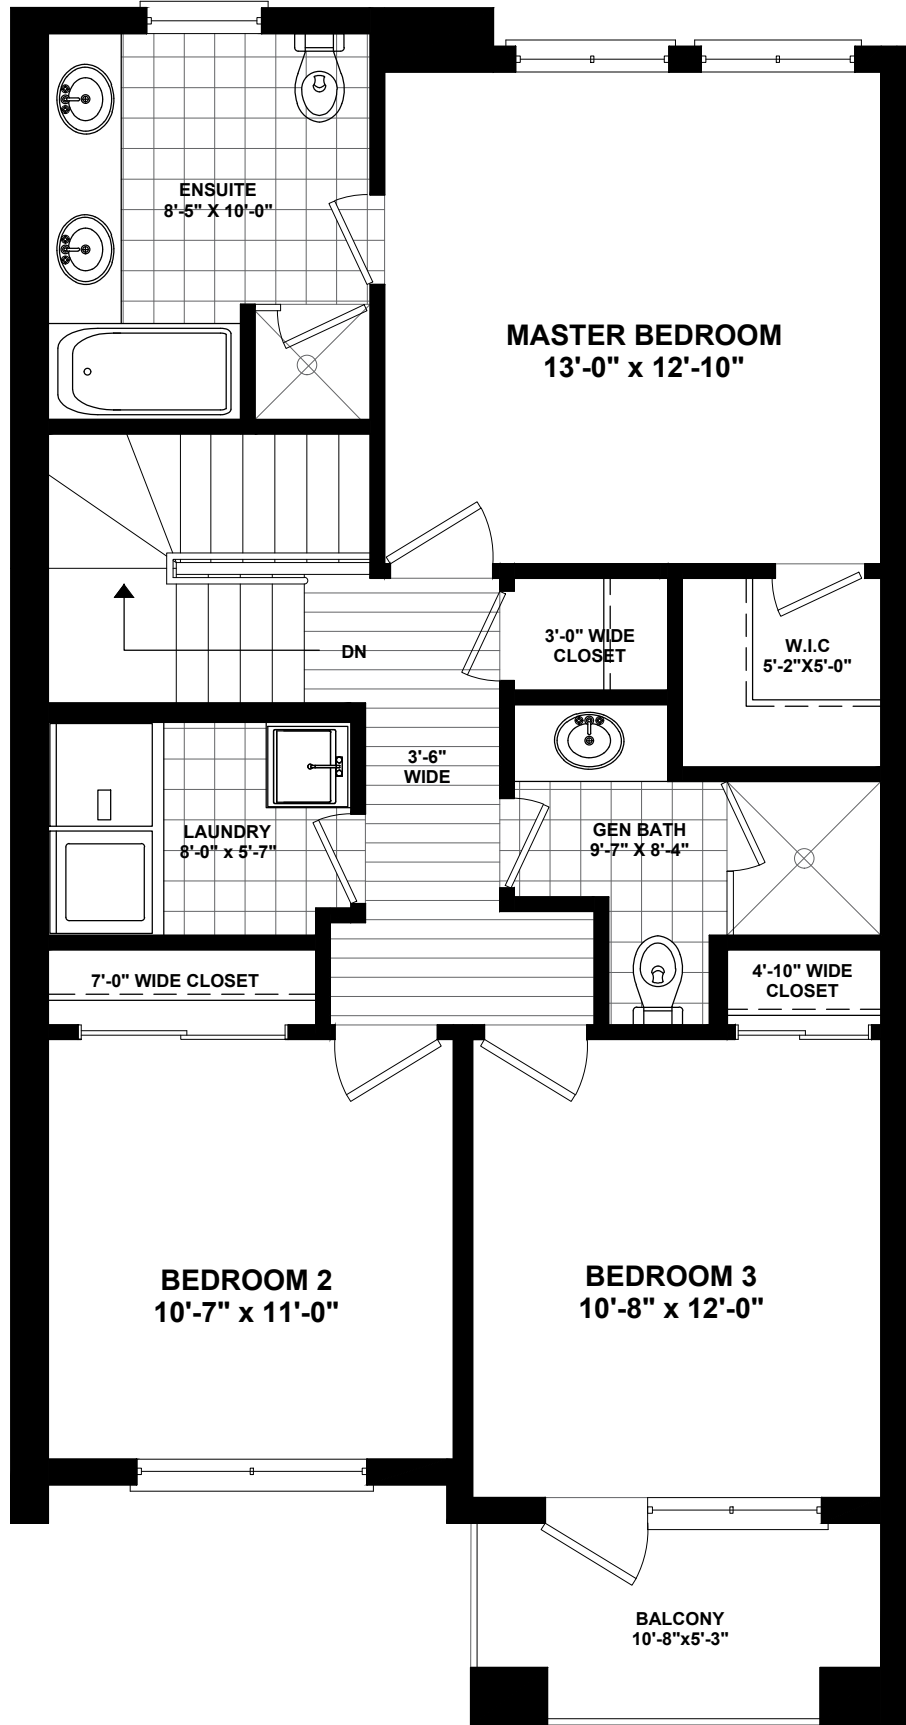 ENSUITE
8'-5" X 10'-0"
MASTER BEDROOM
13'-0" x 12'-10"
3'-0" WIDE
CLOSET
W.I.C
5'-2"X5'-0"
DN
3'-6"
WIDE
LAUNDRY
8'-0" x 5'-7"
GEN BATH
9'-7" X 8'-4"
7'-0" WIDE CLOSET
4'-10" WIDE
CLOSET
BEDROOM 2
10'-7" x 11'-0"
BEDROOM 3
10'-8" x 12'-0"
BALCONY
10'-8"x5'-3"